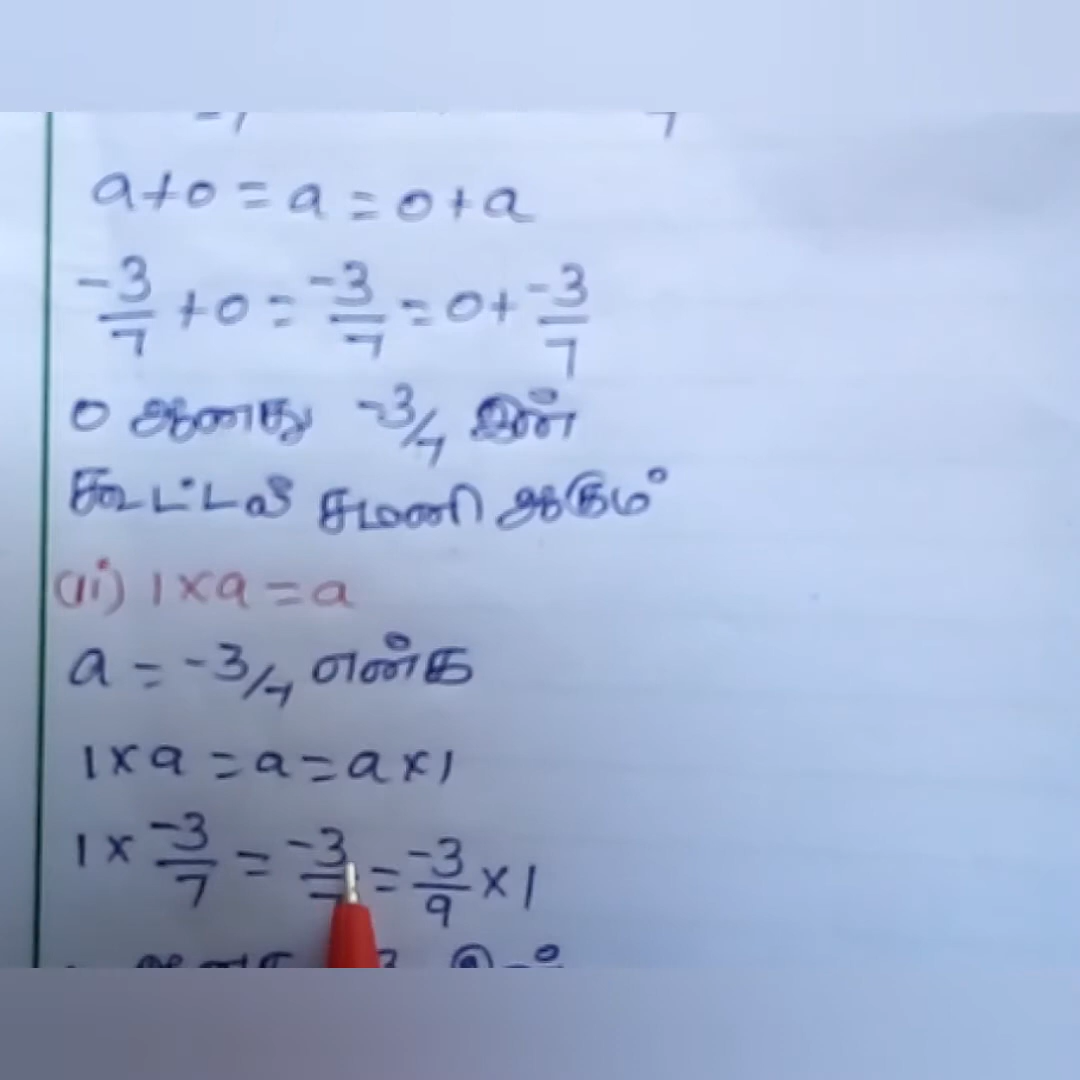 a+0 = a = 0+a
-3/7 + 0 = -3/7 = 0 + -3/7
0 ஆனது -3/7 இன்
கூட்டல் சமனி ஆகும்
(ii) 1×a = a
a = -3/7 என்க
1×a = a = a×1
1 × -3/7 = -3/7 = -3/9 × 1